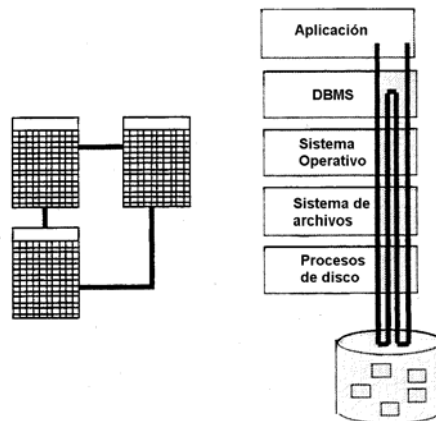 Aplicación
DBMS
Sistema
Operativo
Sistema de
archivos
Procesos
de disco